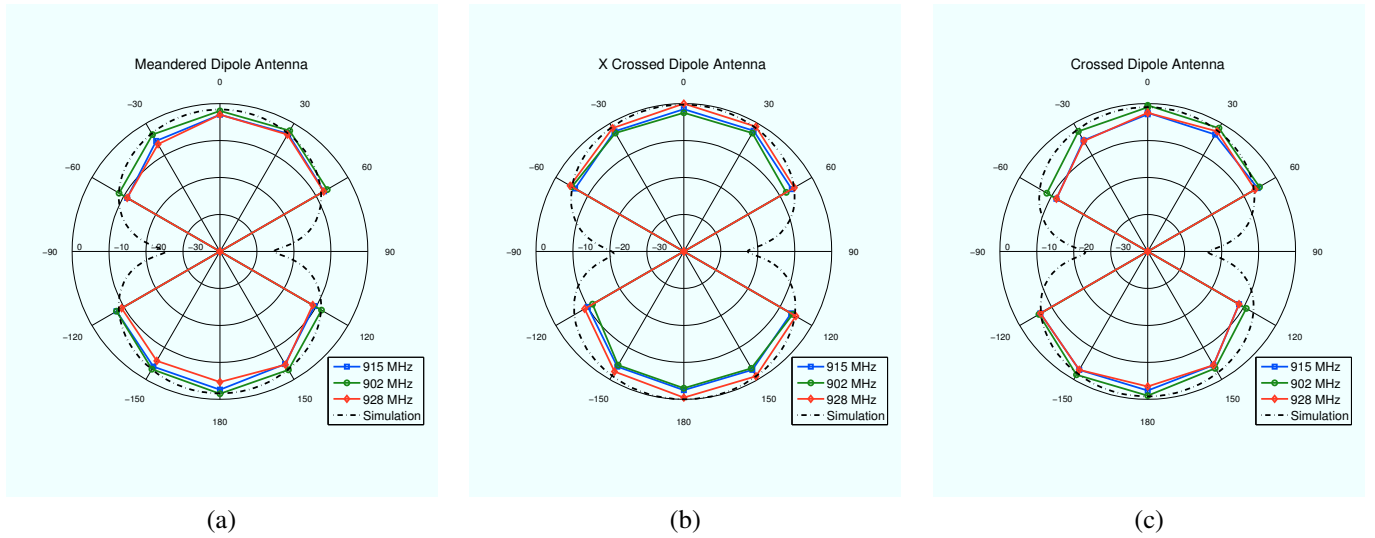 Meandered Dipole Antenna
0
−30
30
−60
60
−90
0
−10
−20
−30
90
−120
120
−150
150
180
915 MHz
902 MHz
928 MHz
Simulation
(a)
X Crossed Dipole Antenna
0
−30
30
−60
60
−90
0
−10
−20
−30
90
−120
120
−150
150
180
915 MHz
902 MHz
928 MHz
Simulation
(b)
Crossed Dipole Antenna
0
−30
30
−60
60
−90
0
−10
−20
−30
90
−120
120
−150
150
180
915 MHz
902 MHz
928 MHz
Simulation
(c)